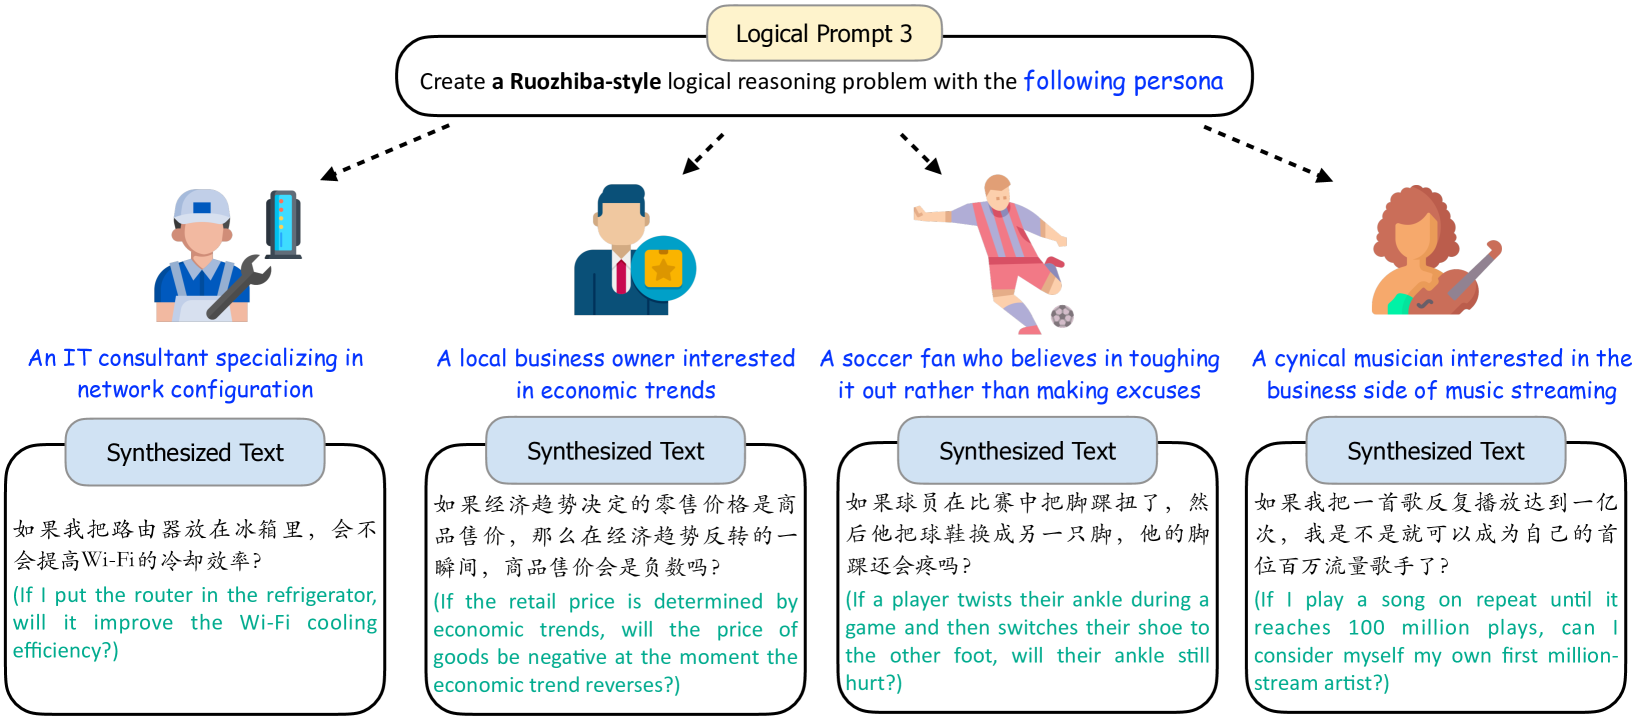 Logical Prompt 3
Create a Ruozhiba-style logical reasoning problem with the following persona
An IT consultant specializing in
network configuration
Synthesized Text
如果我把路由器放在冰箱里，会不
会提高Wi-Fi的冷却效率？
(If I put the router in the refrigerator,
will it improve the Wi-Fi cooling
efficiency?)
A local business owner interested
in economic trends
Synthesized Text
如果经济趋势决定的零售价格是商
品售价，那么在经济趋势反转的一
瞬间，商品售价会是负数吗？
(If the retail price is determined by
economic trends, will the price of
goods be negative at the moment the
economic trend reverses?)
A soccer fan who believes in toughing
it out rather than making excuses
Synthesized Text
如果球员在比赛中把脚踝扭了，然
后他把球鞋换成另一只脚，他的脚
踝还会疼吗？
(If a player twists their ankle during a
game and then switches their shoe to
the other foot, will their ankle still
hurt?)
A cynical musician interested in the
business side of music streaming
Synthesized Text
如果我把一首歌反复播放达到一亿
次，我是不是就可以成为自己的首
位百万流量歌手了？
(If I play a song on repeat until it
reaches 100 million plays, can I
consider myself my own first million-
stream artist?)